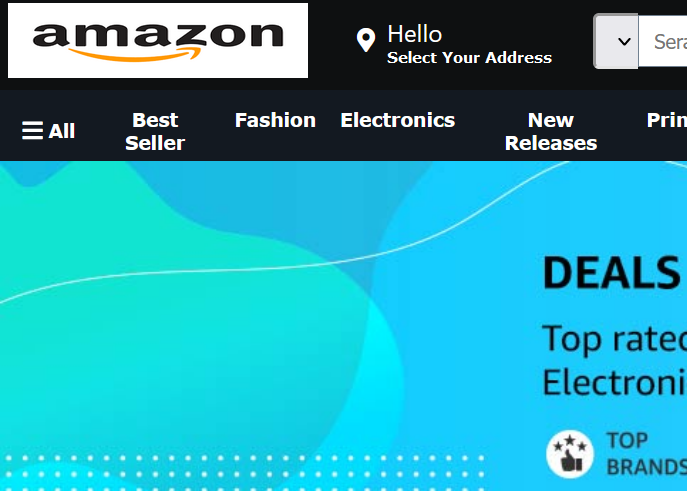 amazon
Hello
Select Your Address
Sera
All
Best
Seller
Fashion
Electronics
New
Releases
Prin
DEALS
Top rated
Electroni
TOP
BRANDS